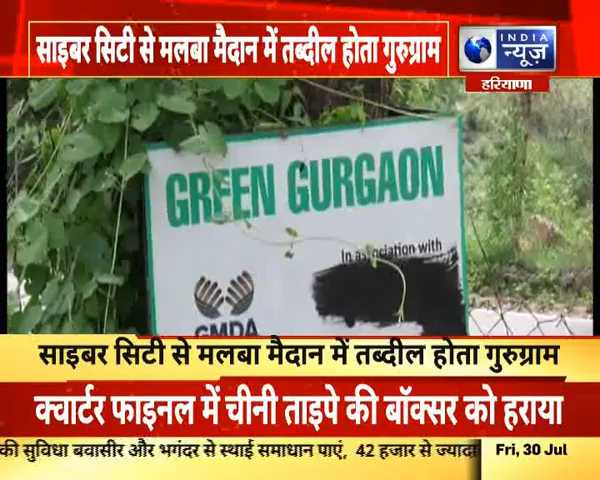 साइबर सिटी से मलबा मैदान में तब्दील होता गुरुग्राम
INDIA
न्यूज़
हरियाणा
GREEN GURGAON
In association with
GMDA
साइबर सिटी से मलबा मैदान में तब्दील होता गुरुग्राम
क्वार्टर फाइनल में चीनी ताइपे की बॉक्सर को हराया
की सुविधा बवासीर और भगंदर से स्थाई समाधान पाएं, 42 हजार से ज्यादा
Fri, 30 Jul